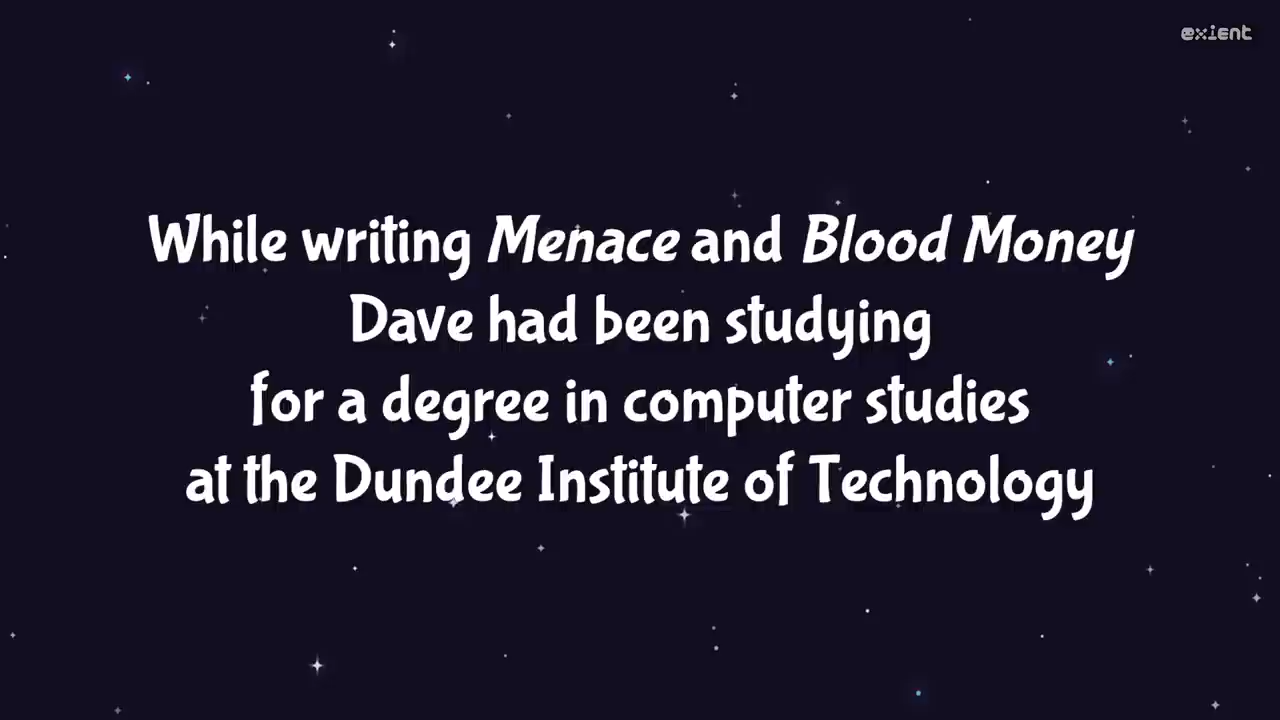 exient
While writing Menace and Blood Money
Dave had been studying
for a degree in computer studies
at the Dundee Institute of Technology